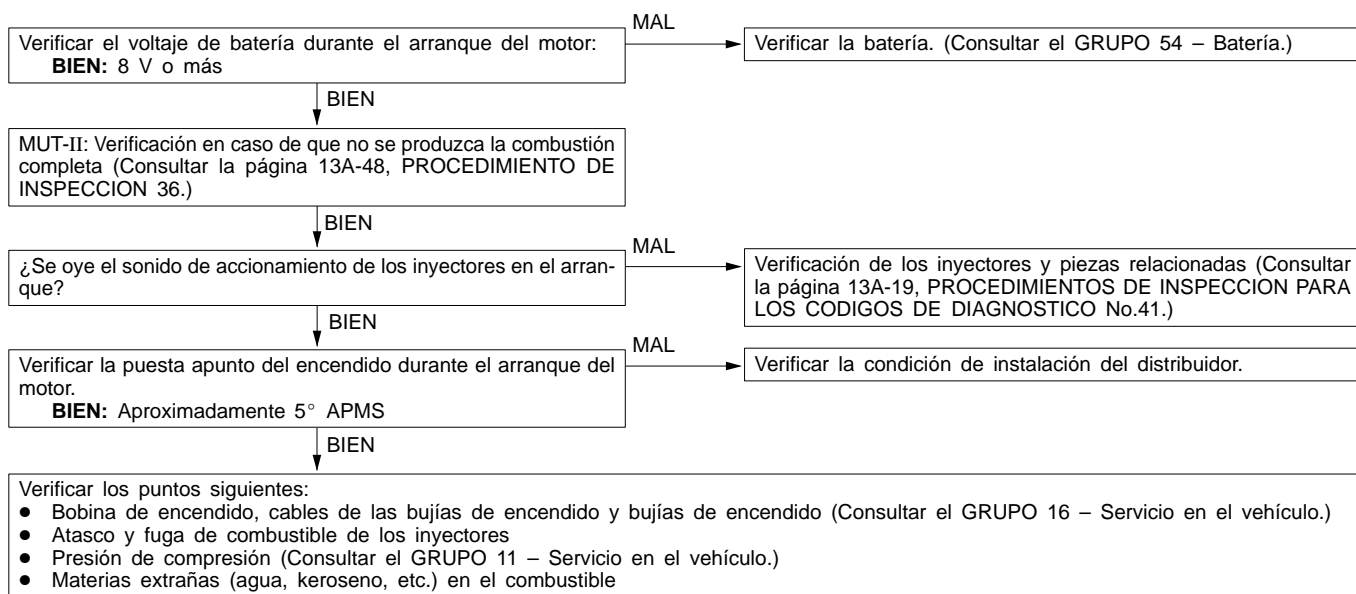 Verificar el voltaje de batería durante el arranque del motor:
BIEN: 8 V o más
MAL
Verificar la batería. (Consultar el GRUPO 54 – Batería.)
BIEN
MUT-II: Verificación en caso de que no se produzca la combustión
completa (Consultar la página 13A-48, PROCEDIMIENTO DE
INSPECCION 36.)
BIEN
¿Se oye el sonido de accionamiento de los inyectores en el arran-
que?
MAL
Verificación de los inyectores y piezas relacionadas (Consultar
la página 13A-19, PROCEDIMIENTOS DE INSPECCION PARA
LOS CODIGOS DE DIAGNOSTICO No.41.)
BIEN
Verificar la puesta apunto del encendido durante el arranque del
motor.
BIEN: Aproximadamente 5° APMS
MAL
Verificar la condición de instalación del distribuidor.
BIEN
Verificar los puntos siguientes:
● Bobina de encendido, cables de las bujías de encendido y bujías de encendido (Consultar el GRUPO 16 – Servicio en el vehículo.)
● Atasco y fuga de combustible de los inyectores
● Presión de compresión (Consultar el GRUPO 11 – Servicio en el vehículo.)
● Materias extrañas (agua, keroseno, etc.) en el combustible